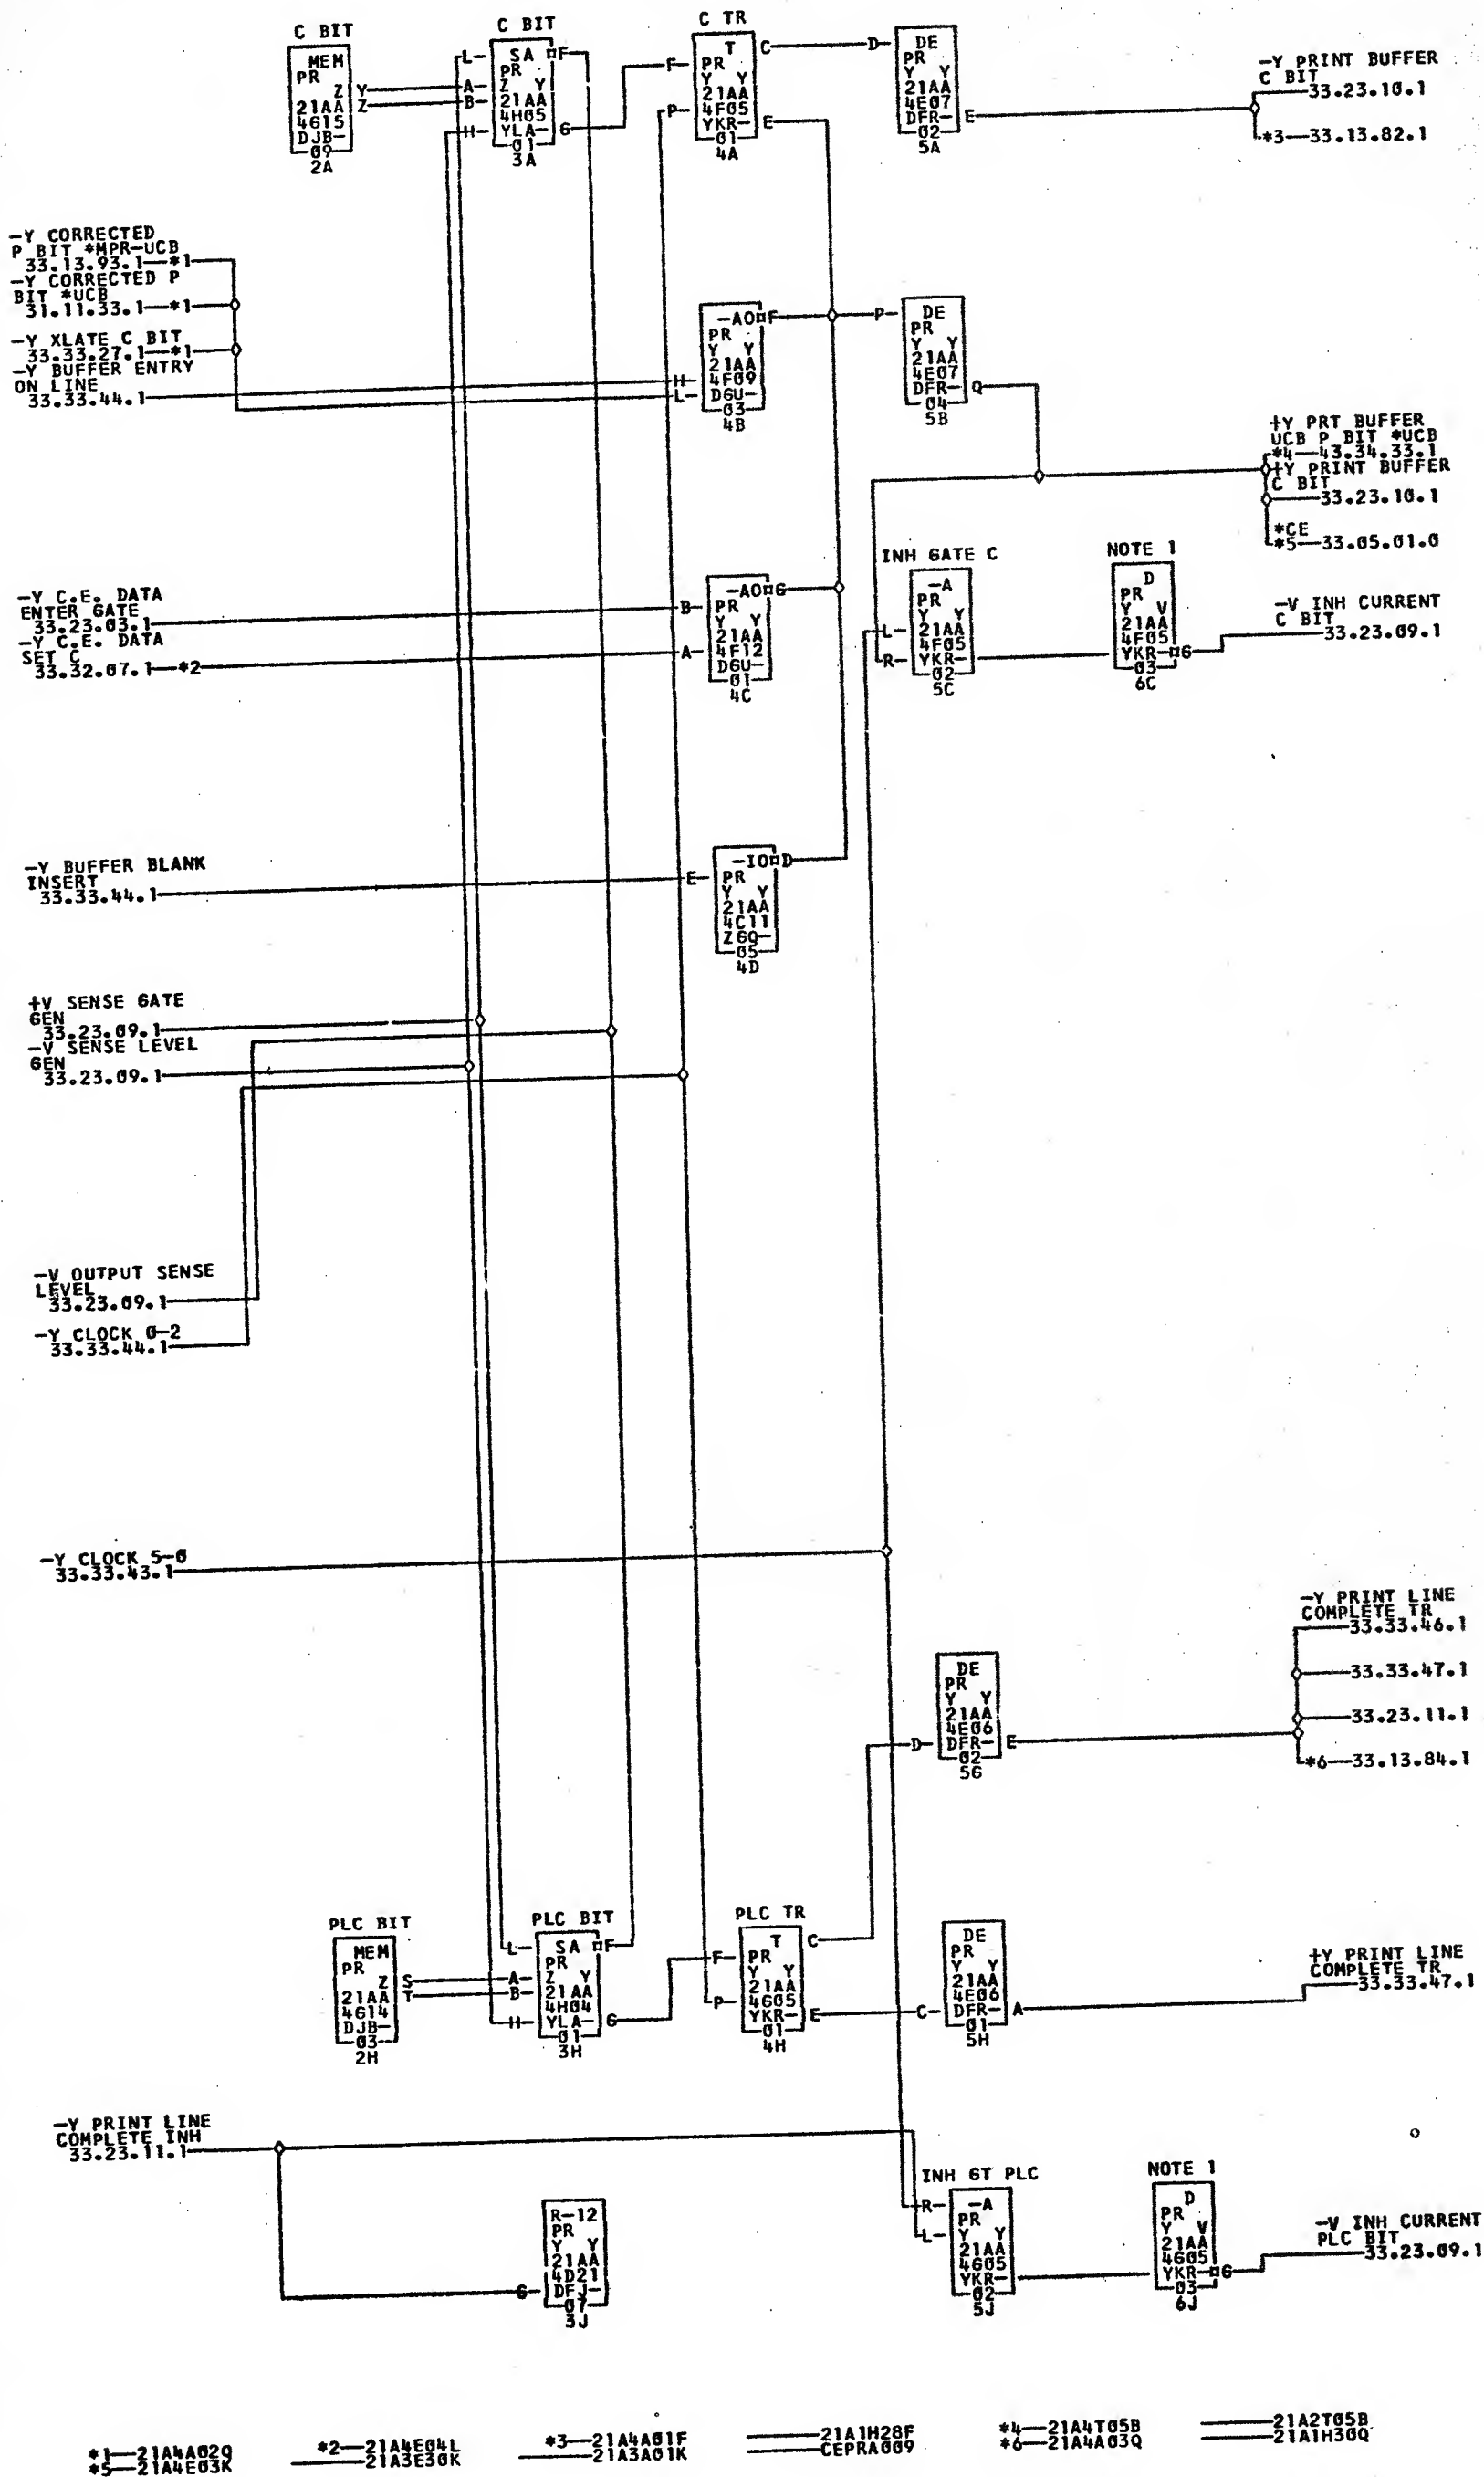 C BIT
MEM
PR
Z Y
21AA Z
4G15
DJB-
09
2A
C BIT
L- SA F
PR
A- Z Y
B- 21AA
4H05
H- YLA- G
01
3A
C TR
T C
F- PR
Y Y
21AA
P- 4F05
YKR- E
01
4A
D- DE
PR
Y Y
21AA
4E07
DFR- E
02
5A
-Y PRINT BUFFER
C BIT
33.23.10.1
*3-33.13.82.1
-Y CORRECTED
P BIT *MPR-UCB
33.13.93.1-*1
-Y CORRECTED P
BIT *UCB
31.11.33.1-*1
-Y XLATE C BIT
33.33.27.1-*1
-Y BUFFER ENTRY
ON LINE
33.33.44.1
-AO F
PR
Y Y
21AA
H- 4F09
L- DGU-
03
4B
P- DE
PR
Y Y
21AA
4E07
DFR- Q
04
5B
+Y PRT BUFFER
UCB P BIT *UCB
*4-43.34.33.1
+Y PRINT BUFFER
C BIT
33.23.10.1
*CE
*5-33.05.01.0
-Y C.E. DATA
ENTER GATE
33.23.03.1
-Y C.E. DATA
SET C
33.32.07.1-*2
-AO G
B- PR
Y Y
21AA
A- 4F12
DGU-
01
4C
INH GATE C
-A
PR
Y Y
L- 21AA
4F05
R- YKR-
02
5C
NOTE 1
D
PR
Y V
21AA
4F05
YKR- G
03
6C
-V INH CURRENT
C BIT
33.23.09.1
-Y BUFFER BLANK
INSERT
33.33.44.1
-IO D
E- PR
Y Y
21AA
4C11
ZGQ-
05
4D
+V SENSE GATE
GEN
33.23.09.1
-V SENSE LEVEL
GEN
33.23.09.1
-V OUTPUT SENSE
LEVEL
33.23.09.1
-Y CLOCK 0-2
33.33.44.1
-Y CLOCK 5-0
33.33.43.1
D- DE
PR
Y Y
21AA
4E06
DFR- E
02
5G
-Y PRINT LINE
COMPLETE TR
33.33.46.1
33.33.47.1
33.23.11.1
*6-33.13.84.1
PLC BIT
MEM
PR
Z S
21AA T
4G14
DJB-
03
2H
PLC BIT
L- SA F
PR
A- Z Y
B- 21AA
4H04
H- YLA- G
01
3H
PLC TR
T C
F- PR
Y Y
21AA
P- 4G05
YKR- E
01
4H
DE
PR
Y Y
21AA
4E06
C- DFR- A
01
5H
+Y PRINT LINE
COMPLETE TR
33.33.47.1
-Y PRINT LINE
COMPLETE INH
33.23.11.1
R-12
PR
Y Y
21AA
4D21
G- DFJ-
07
3J
INH GT PLC
R- -A
PR
L- Y Y
21AA
4G05
YKR-
02
5J
NOTE 1
D
PR
Y V
21AA
4G05
YKR- G
03
6J
-V INH CURRENT
PLC BIT
33.23.09.1
*1-21A4A02Q *2-21A4E04L *3-21A4A01F 21A1H28F *4-21A4T05B 21A2T05B
*5-21A4E03K 21A3E30K 21A3A01K CEPRA009 *6-21A4A03Q 21A1H30Q